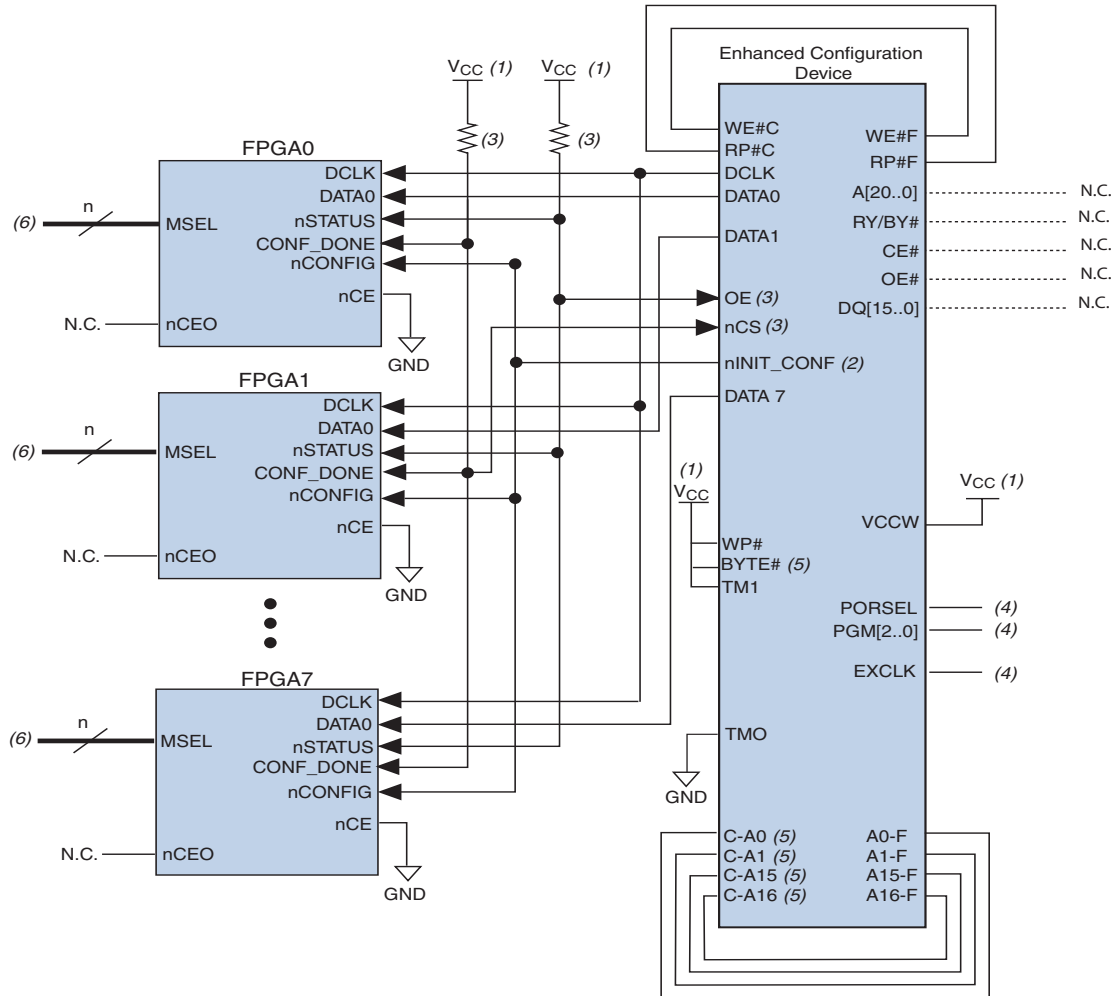 VCC (1)
VCC (1)
(3)
(3)
FPGA0
DCLK
DATA0
nSTATUS
CONF_DONE
nCONFIG
nCE
n
(6)
MSEL
N.C.
nCEO
GND
FPGA1
DCLK
DATA0
nSTATUS
CONF_DONE
nCONFIG
nCE
n
(6)
MSEL
N.C.
nCEO
GND
FPGA7
DCLK
DATA0
nSTATUS
CONF_DONE
nCONFIG
nCE
n
(6)
MSEL
N.C.
nCEO
GND
Enhanced Configuration
Device
WE#C
RP#C
DCLK
DATA0
DATA1
OE (3)
nCS (3)
nINIT_CONF (2)
DATA 7
(1)
VCC
WP#
BYTE# (5)
TM1
TMO
GND
C-A0 (5)
C-A1 (5)
C-A15 (5)
C-A16 (5)
WE#F
RP#F
A[20..0]
N.C.
RY/BY#
N.C.
CE#
N.C.
OE#
N.C.
DQ[15..0]
N.C.
VCC (1)
VCCW
PORSEL
(4)
PGM[2..0]
(4)
EXCLK
(4)
A0-F
A1-F
A15-F
A16-F